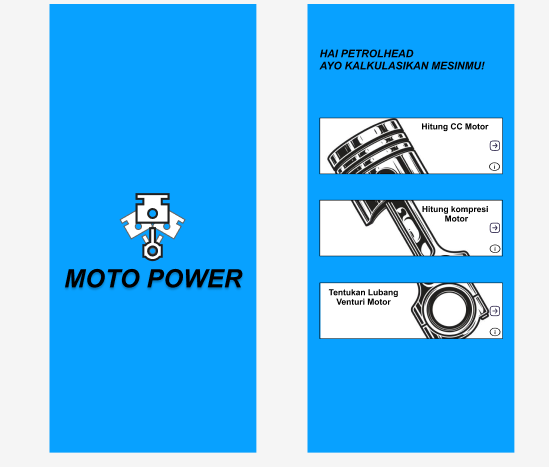 MOTO POWER
HAI PETROLHEAD
AYO KALKULASIKAN MESINMU!
Hitung CC Motor
i
Hitung kompresi
Motor
i
Tentukan Lubang
Venturi Motor
i